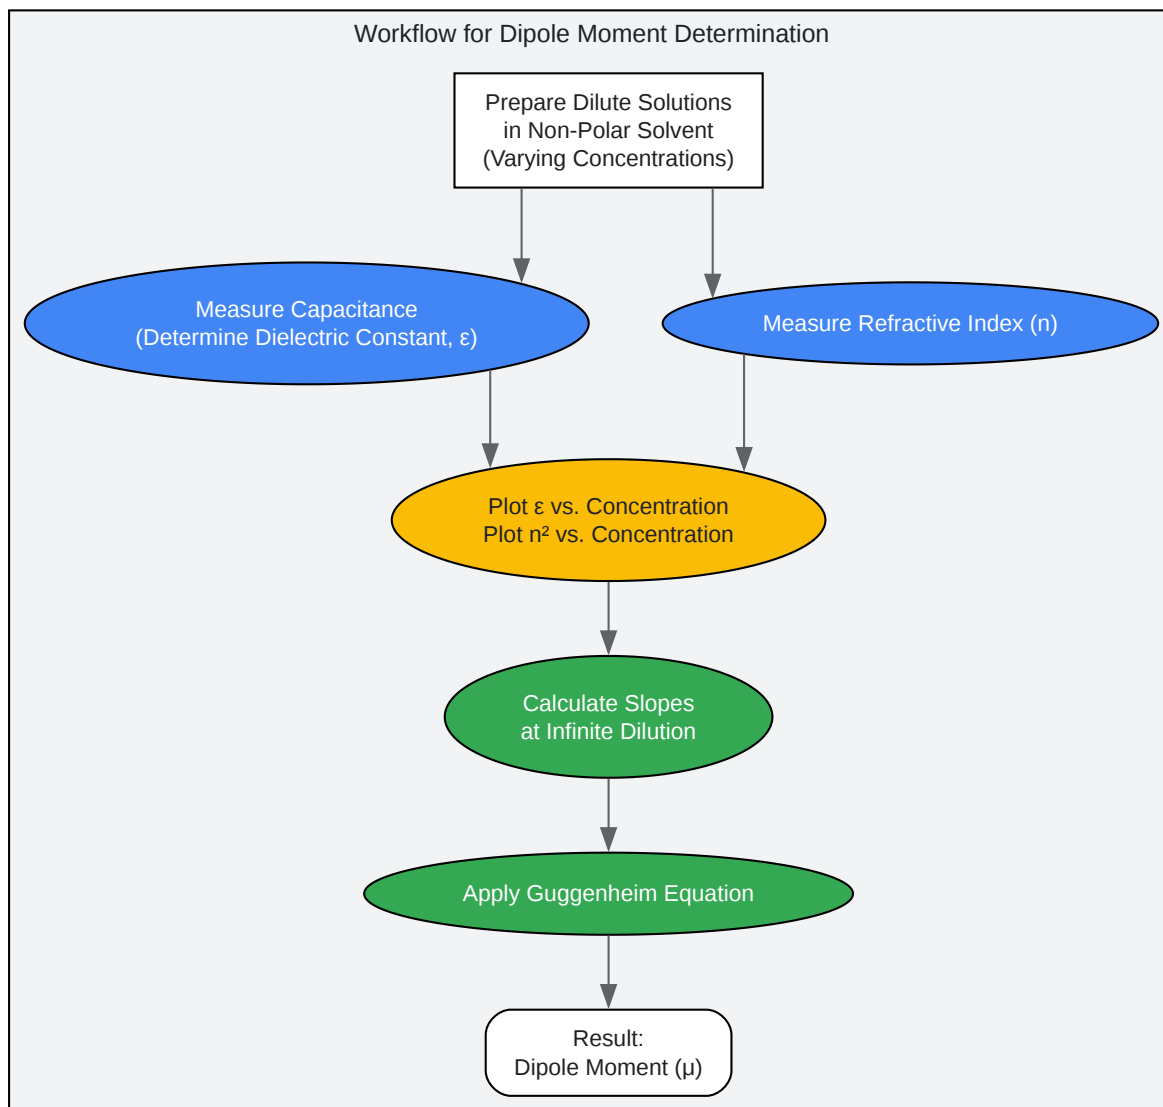 Workflow for Dipole Moment Determination
Prepare Dilute Solutions
in Non-Polar Solvent
(Varying Concentrations)
Measure Capacitance
(Determine Dielectric Constant, ε)
Measure Refractive Index (n)
Plot ε vs. Concentration
Plot n² vs. Concentration
Calculate Slopes
at Infinite Dilution
Apply Guggenheim Equation
Result:
Dipole Moment (μ)